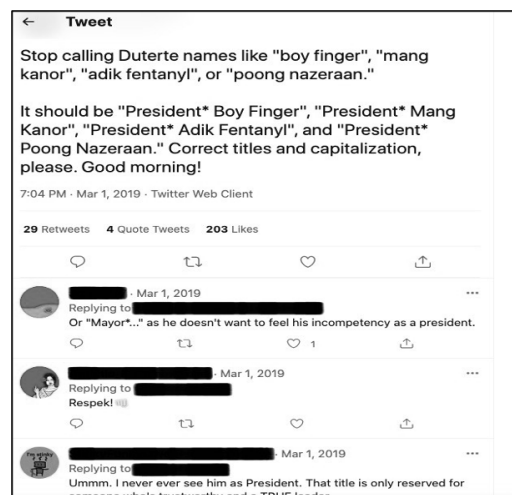 Tweet
Stop calling Duterte names like "boy finger", "mang
kanor", "adik fentanyl", or "poong nazeraan."
It should be "President* Boy Finger", "President* Mang
Kanor", "President* Adik Fentanyl", and "President*
Poong Nazeraan." Correct titles and capitalization,
please. Good morning!
7:04 PM · Mar 1, 2019 · Twitter Web Client
29 Retweets 4 Quote Tweets 203 Likes
· Mar 1, 2019
Replying to
Or "Mayor*..." as he doesn't want to feel his incompetency as a president.
1
· Mar 1, 2019
Replying to
Respek!
· Mar 1, 2019
Replying to
Ummm. I never ever see him as President. That title is only reserved for